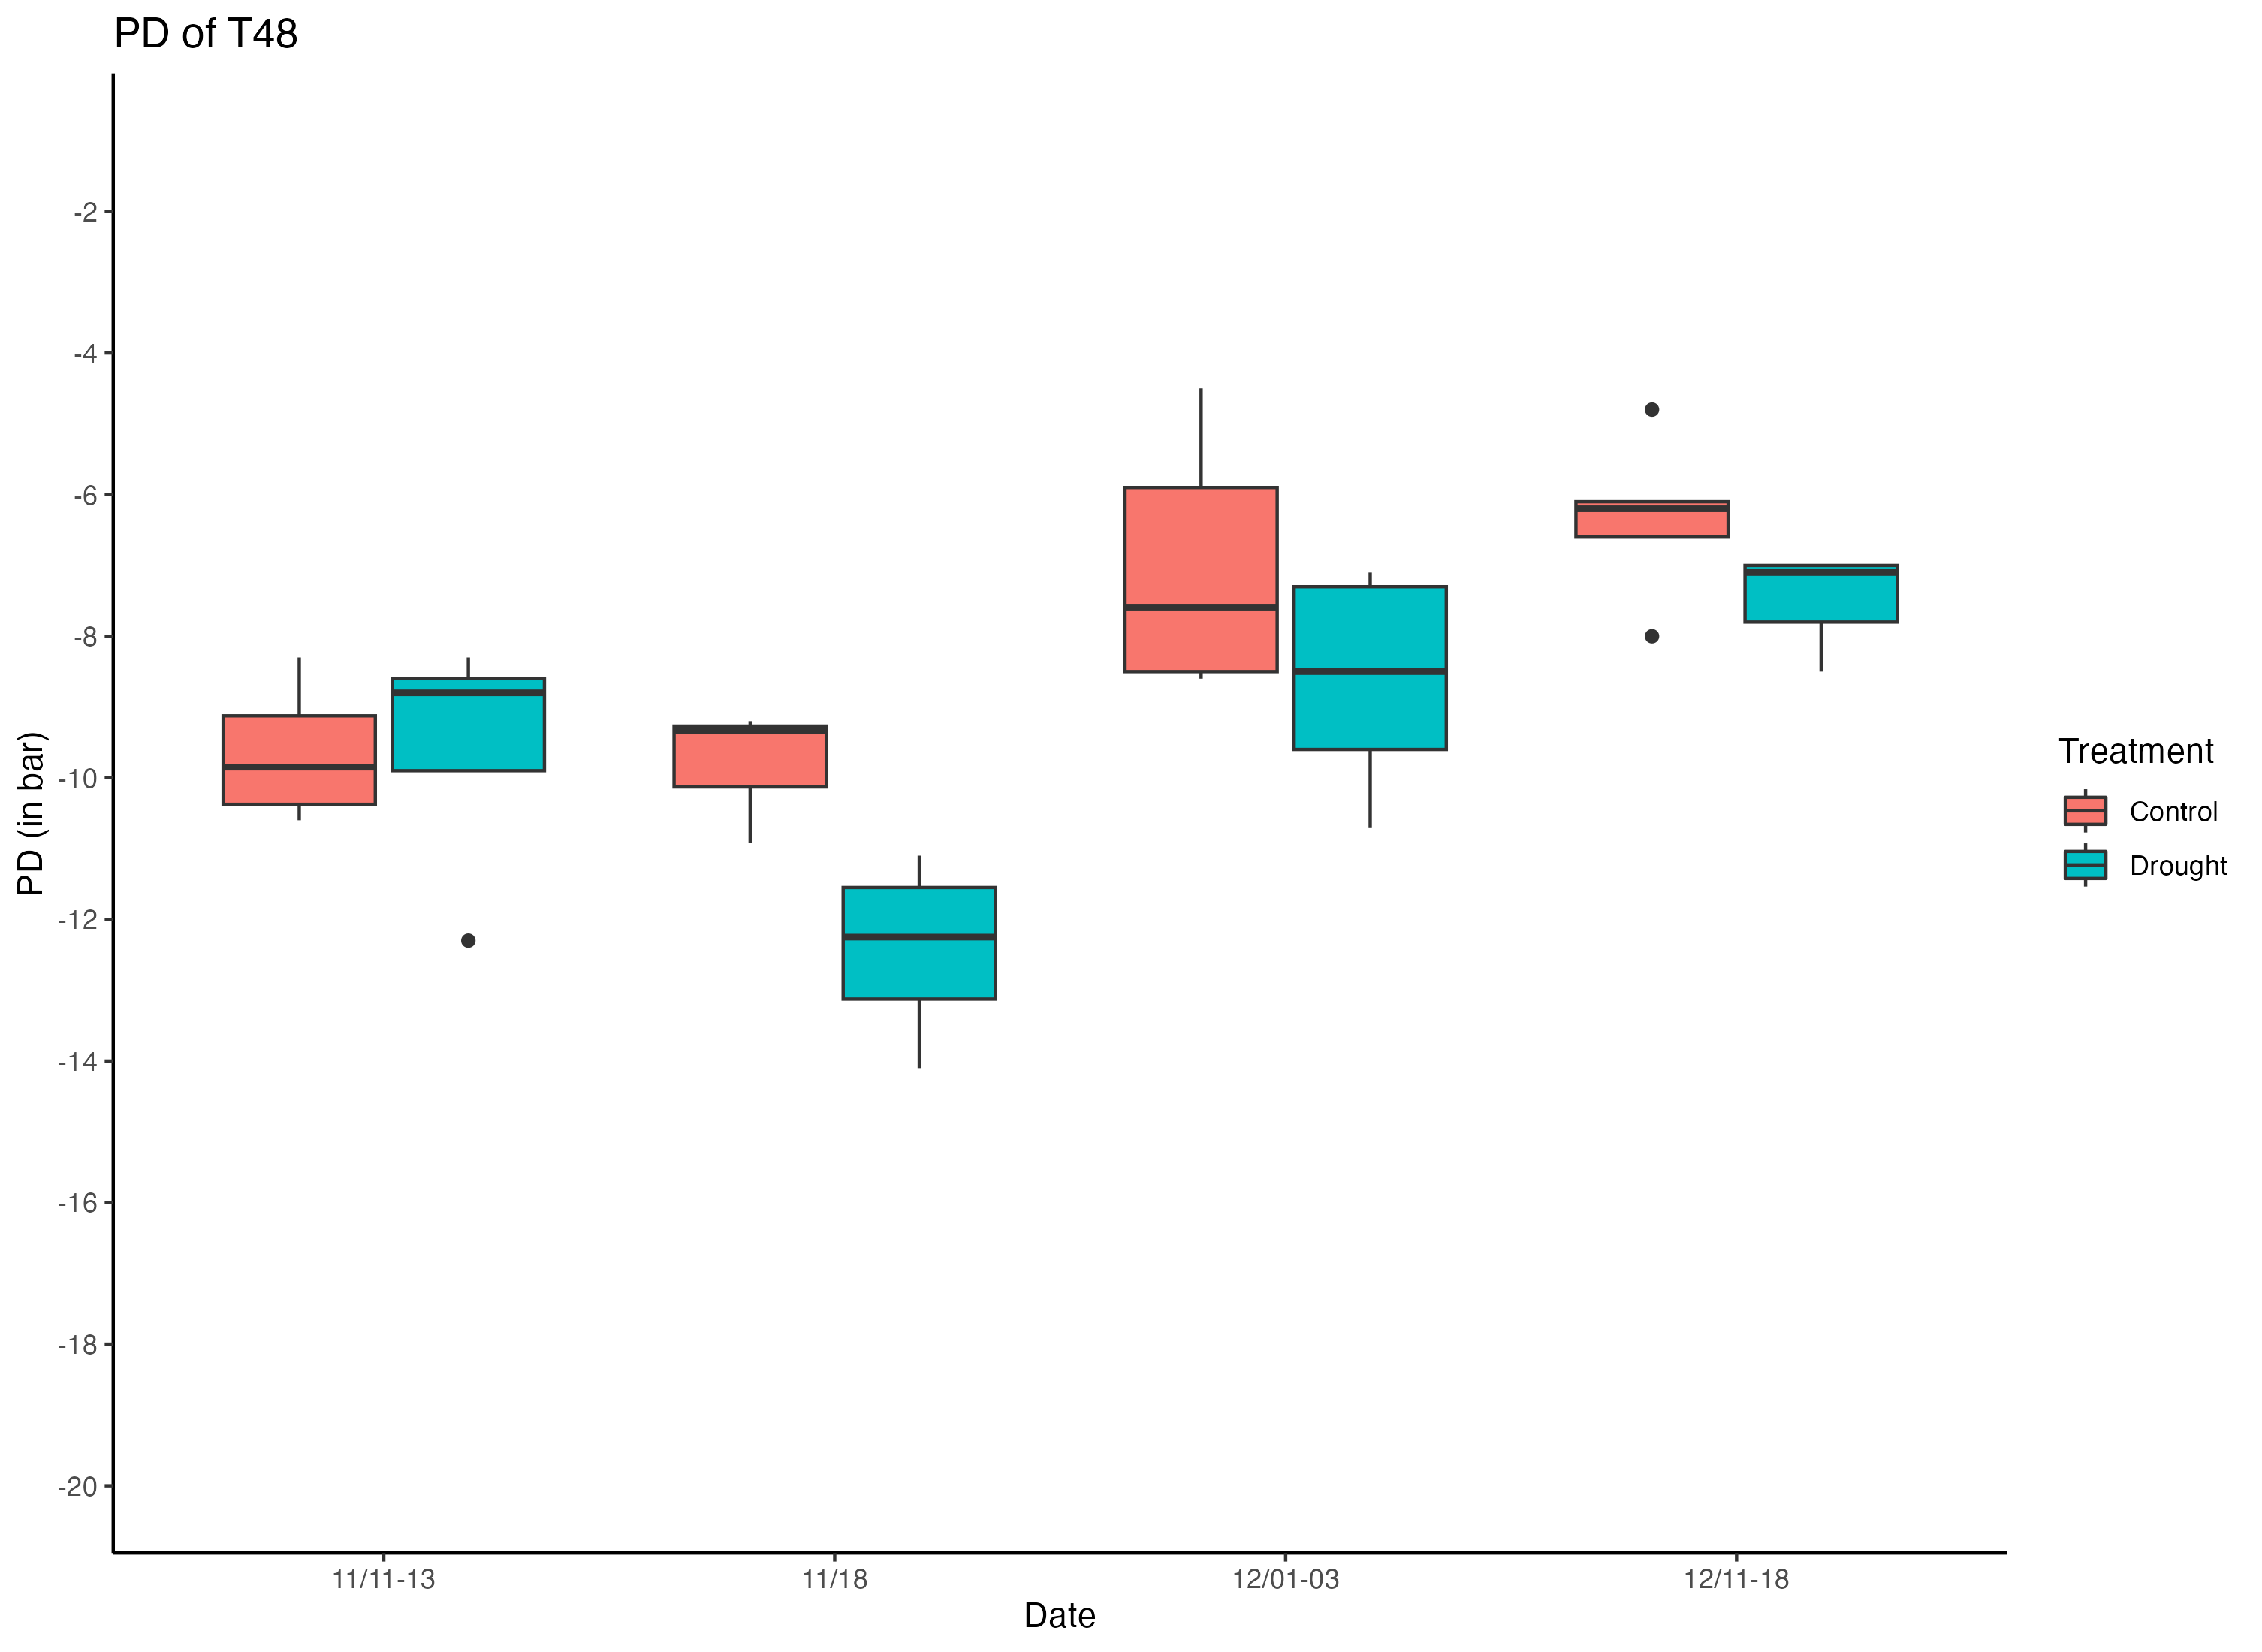 PD of T48
-2
-4
-6
-8
-10
-12
-14
-16
-18
-20
PD (in bar)
11/11-13
11/18
12/01-03
12/11-18
Date
Treatment
Control
Drought